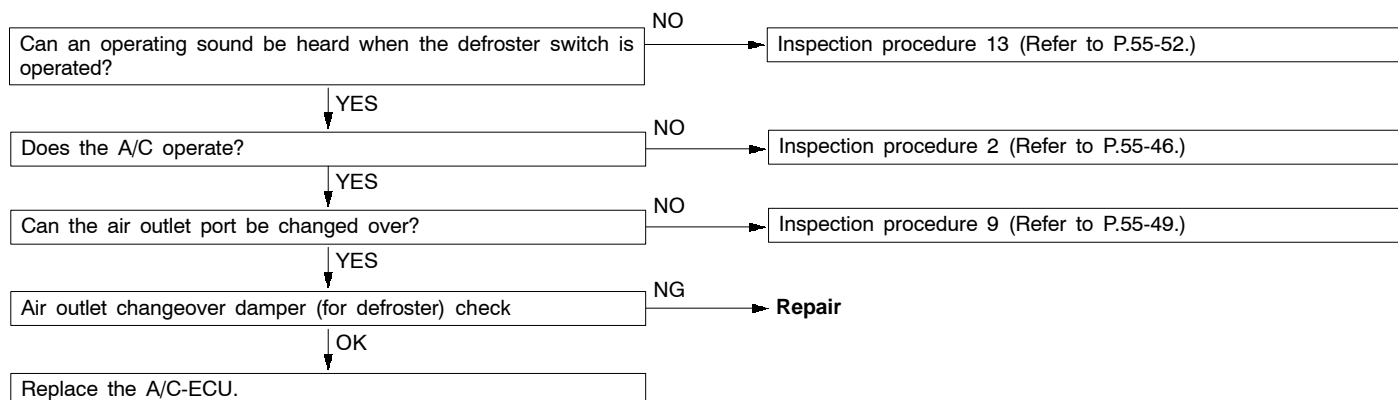 Can an operating sound be heard when the defroster switch is
operated?
NO
Inspection procedure 13 (Refer to P.55-52.)
YES
Does the A/C operate?
NO
Inspection procedure 2 (Refer to P.55-46.)
YES
Can the air outlet port be changed over?
NO
Inspection procedure 9 (Refer to P.55-49.)
YES
Air outlet changeover damper (for defroster) check
NG
Repair
OK
Replace the A/C-ECU.